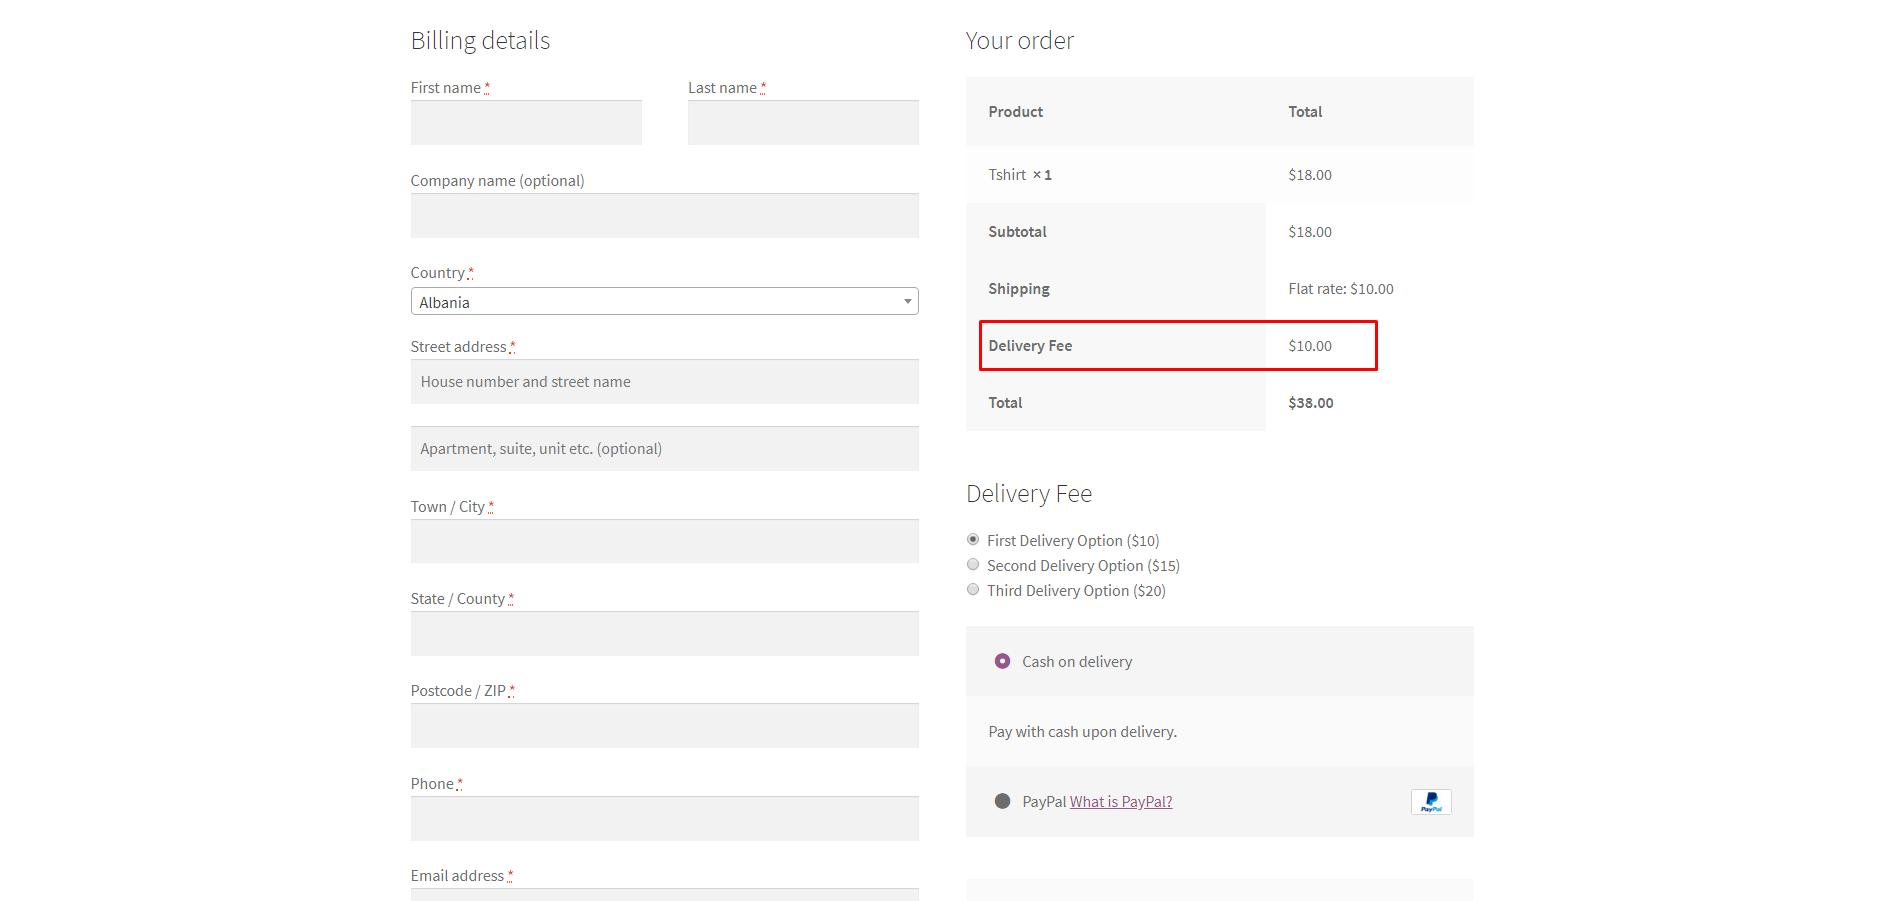 Billing details
First name *
Last name *
Company name (optional)
Country *
Albania
Street address *
House number and street name
Apartment, suite, unit etc. (optional)
Town / City *
State / County *
Postcode / ZIP *
Phone *
Email address *
Your order
Product Total
Tshirt × 1 $18.00
Subtotal $18.00
Shipping Flat rate: $10.00
Delivery Fee $10.00
Total $38.00
Delivery Fee
First Delivery Option ($10)
Second Delivery Option ($15)
Third Delivery Option ($20)
Cash on delivery
Pay with cash upon delivery.
PayPal What is PayPal?
PayPal